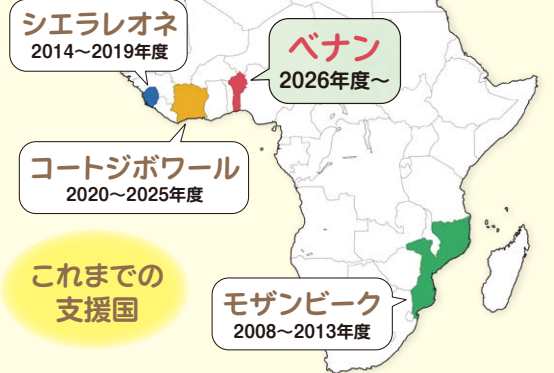 シエラレオネ
2014～2019年度
ベナン
2026年度～
コートジボワール
2020～2025年度
これまでの
支援国
モザンビーク
2008～2013年度